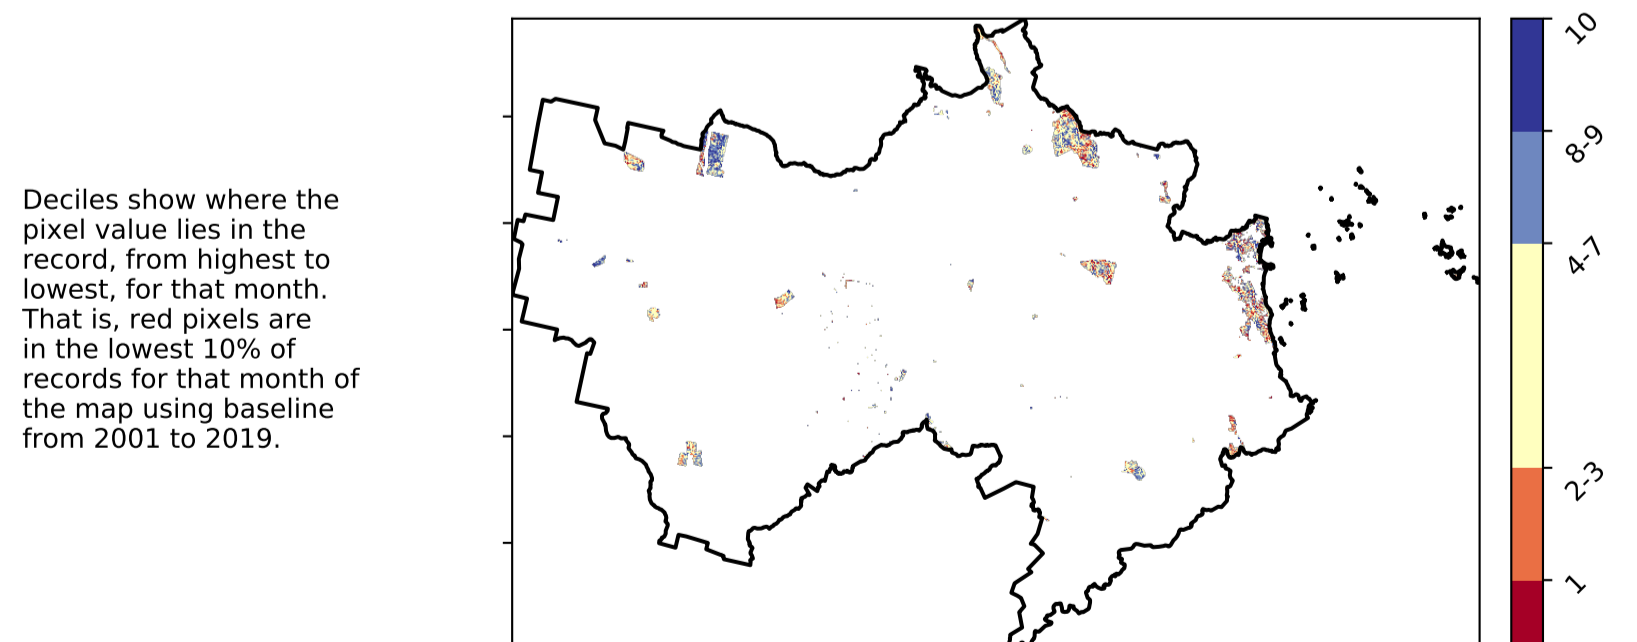 Deciles show where the
pixel value lies in the
record, from highest to
lowest, for that month.
That is, red pixels are
in the lowest 10% of
records for that month of
the map using baseline
from 2001 to 2019.
10
8-9
4-7
2-3
1